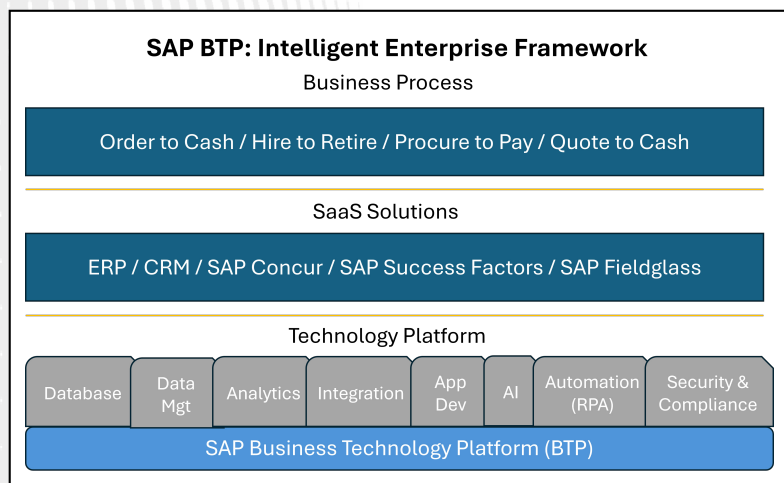 SAP BTP: Intelligent Enterprise Framework
Business Process
Order to Cash / Hire to Retire / Procure to Pay / Quote to Cash
SaaS Solutions
ERP / CRM / SAP Concur / SAP Success Factors / SAP Fieldglass
Technology Platform
Database
Data
Mgt
Analytics
Integration
App
Dev
AI
Automation
(RPA)
Security &
Compliance
SAP Business Technology Platform (BTP)